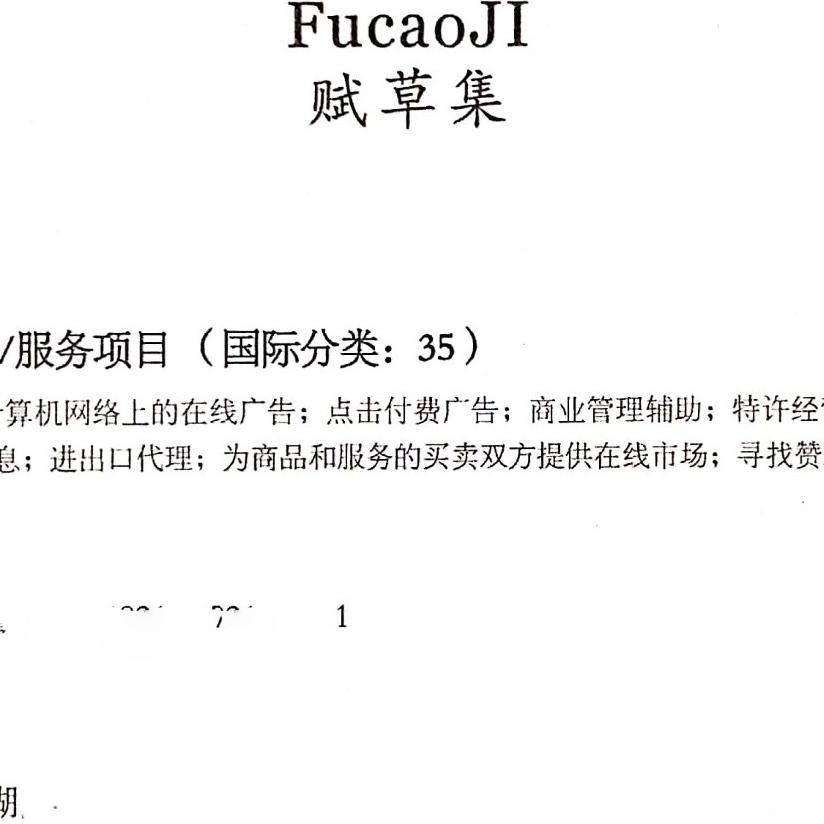 FucaoJI
赋草集
/服务项目（国际分类：35）
算机网络上的在线广告；点击付费广告；商业管理辅助；特许经
息；进出口代理；为商品和服务的买卖双方提供在线市场；寻找赞
1
湖